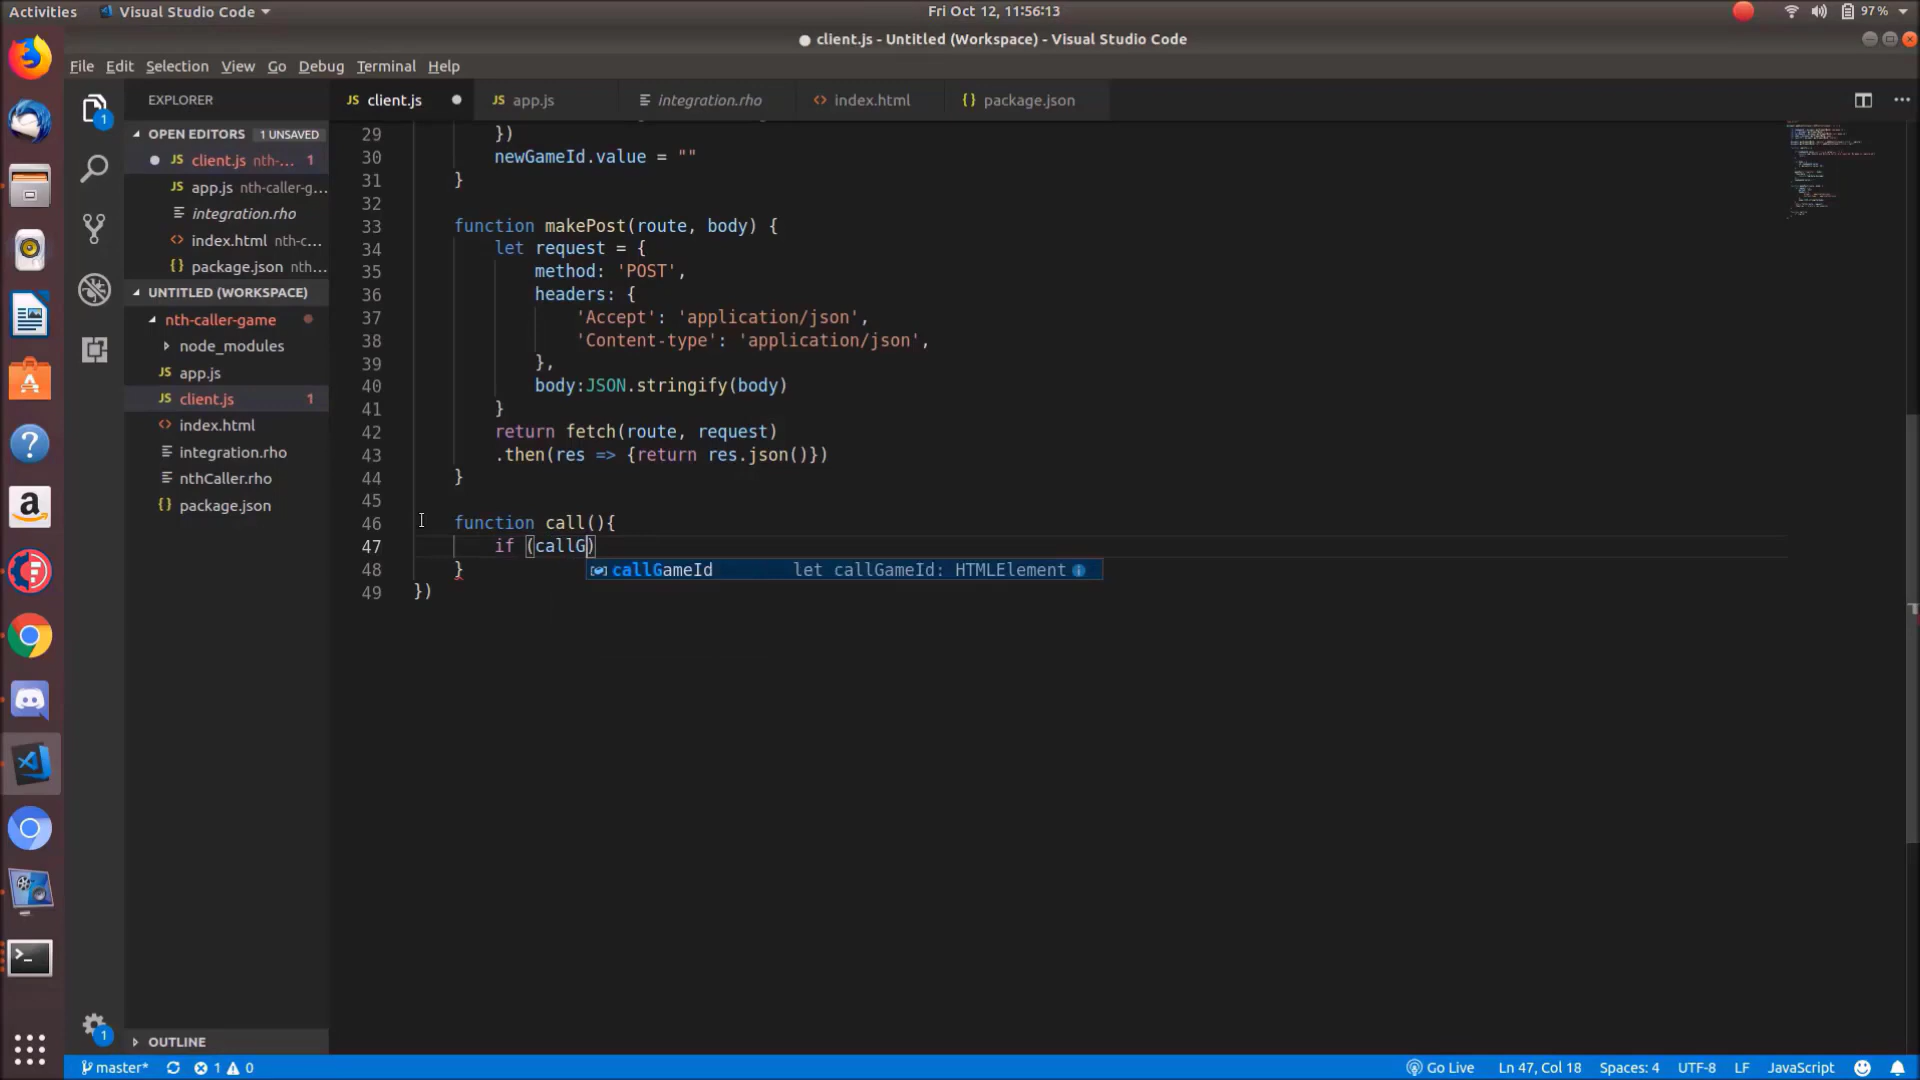 Activities Visual Studio Code Fri Oct 12, 11:56:13 97%
client.js - Untitled (Workspace) - Visual Studio Code
File Edit Selection View Go Debug Terminal Help
EXPLORER
JS client.js JS app.js integration.rho <> index.html {} package.json
OPEN EDITORS 1 UNSAVED
JS client.js nth-... 1
JS app.js nth-caller-g...
integration.rho
<> index.html nth-c...
{} package.json nth...
UNTITLED (WORKSPACE)
nth-caller-game
node_modules
JS app.js
JS client.js 1
<> index.html
integration.rho
nthCaller.rho
{} package.json
OUTLINE
29 })
30 newGameId.value = ""
31 }
32
33 function makePost(route, body) {
34 let request = {
35 method: 'POST',
36 headers: {
37 'Accept': 'application/json',
38 'Content-type': 'application/json',
39 },
40 body:JSON.stringify(body)
41 }
42 return fetch(route, request)
43 .then(res => {return res.json()})
44 }
45
46 function call(){
47 if (callG)
callGameId let callGameId: HTMLElement
48 }
49 })
1
1
master* 1 0 Go Live Ln 47, Col 18 Spaces: 4 UTF-8 LF JavaScript